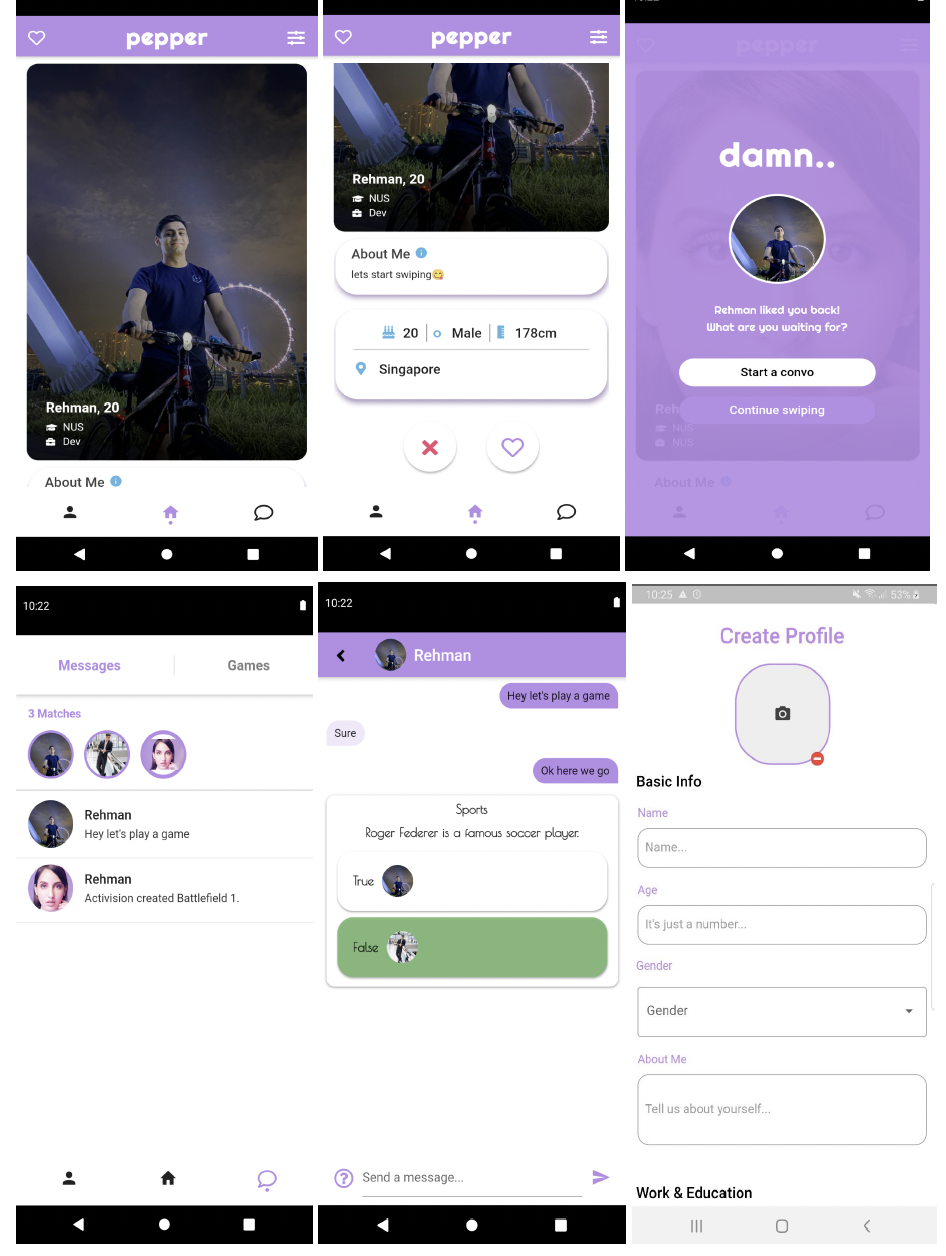 pepper
Rehman, 20
NUS
Dev
About Me
pepper
Rehman, 20
NUS
Dev
About Me
lets start swiping😋
20 Male 178cm
Singapore
pepper
damn..
Rehman liked you back!
What are you waiting for?
Start a convo
Continue swiping
NUS
NUS
About Me
10:22
Messages Games
3 Matches
Rehman
Hey let's play a game
Rehman
Activision created Battlefield 1.
10:22
Rehman
Hey let's play a game
Sure
Ok here we go
Sports
Roger Federer is a famous soccer player.
True
False
Send a message...
10:25 53%
Create Profile
Basic Info
Name
Name...
Age
It's just a number...
Gender
Gender
About Me
Tell us about yourself...
Work & Education